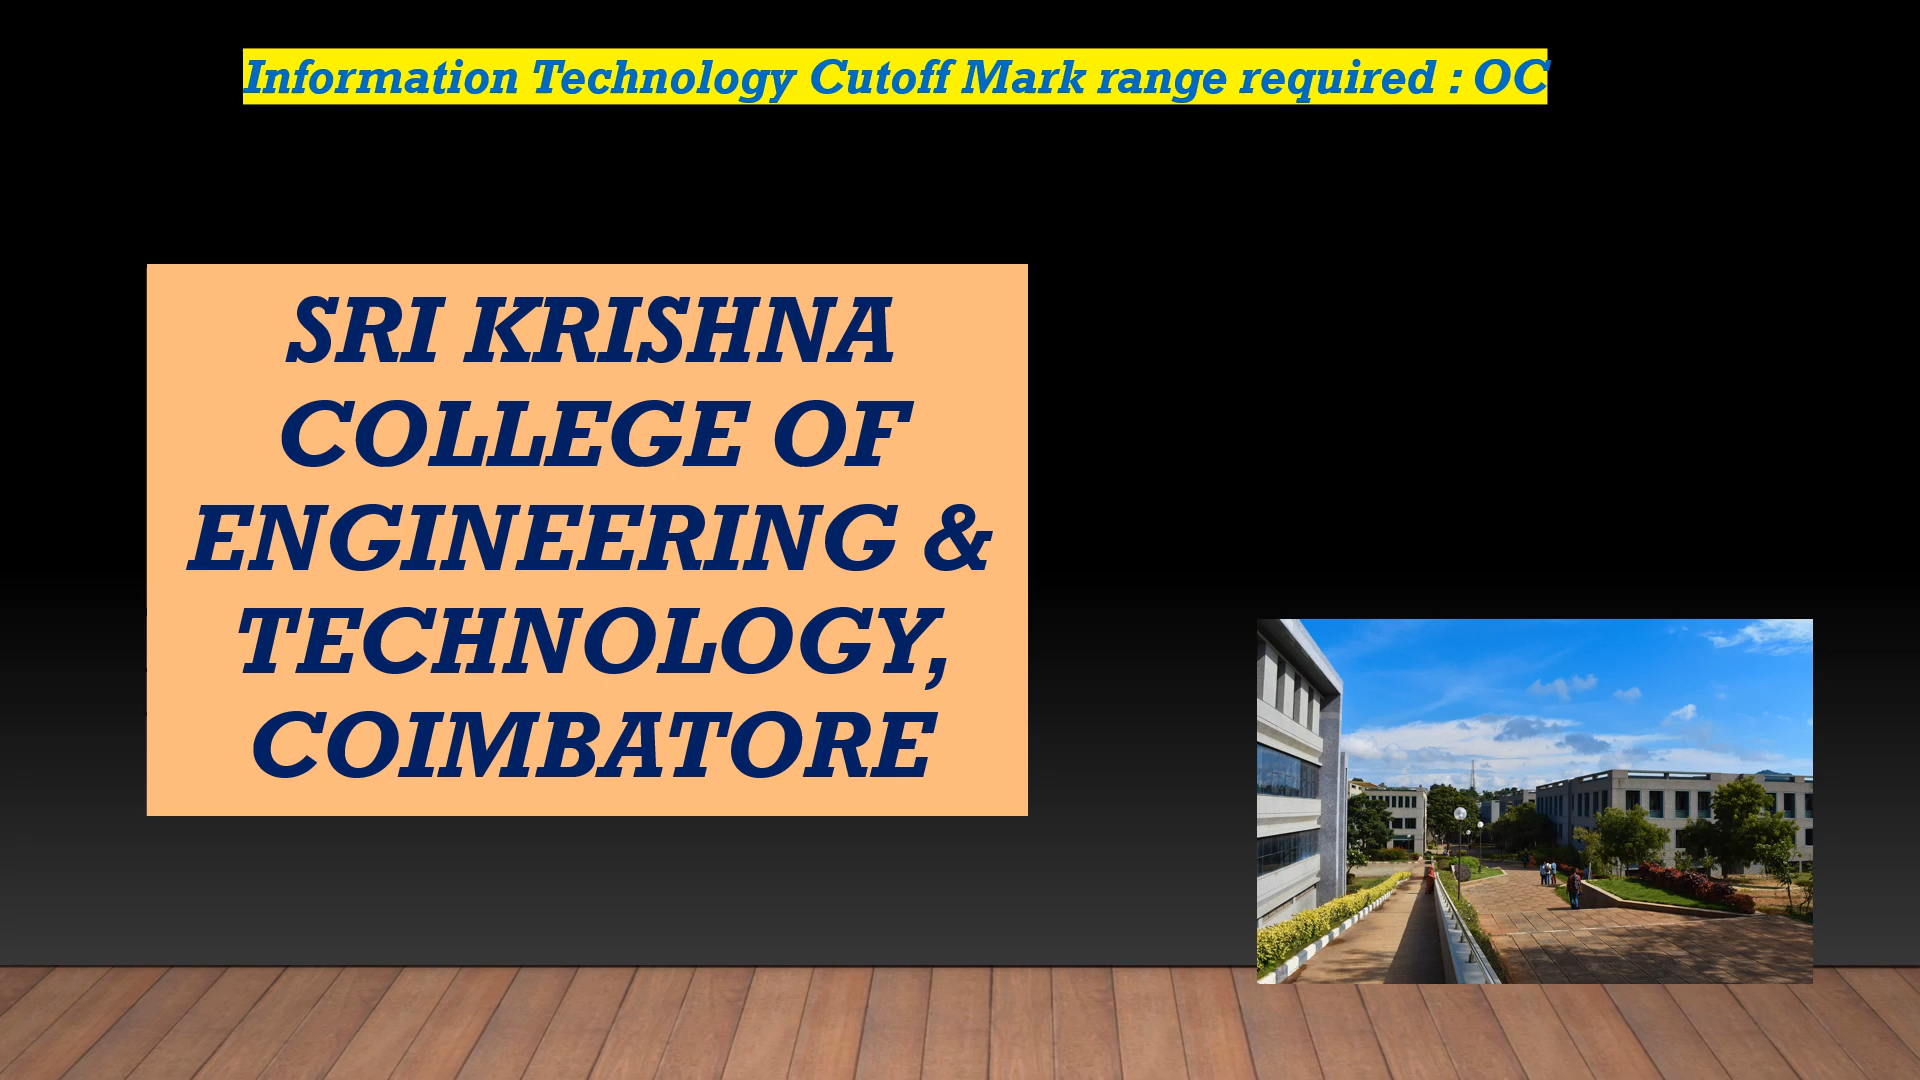 Information Technology Cutoff Mark range required : OC
SRI KRISHNA
COLLEGE OF
ENGINEERING &
TECHNOLOGY,
COIMBATORE